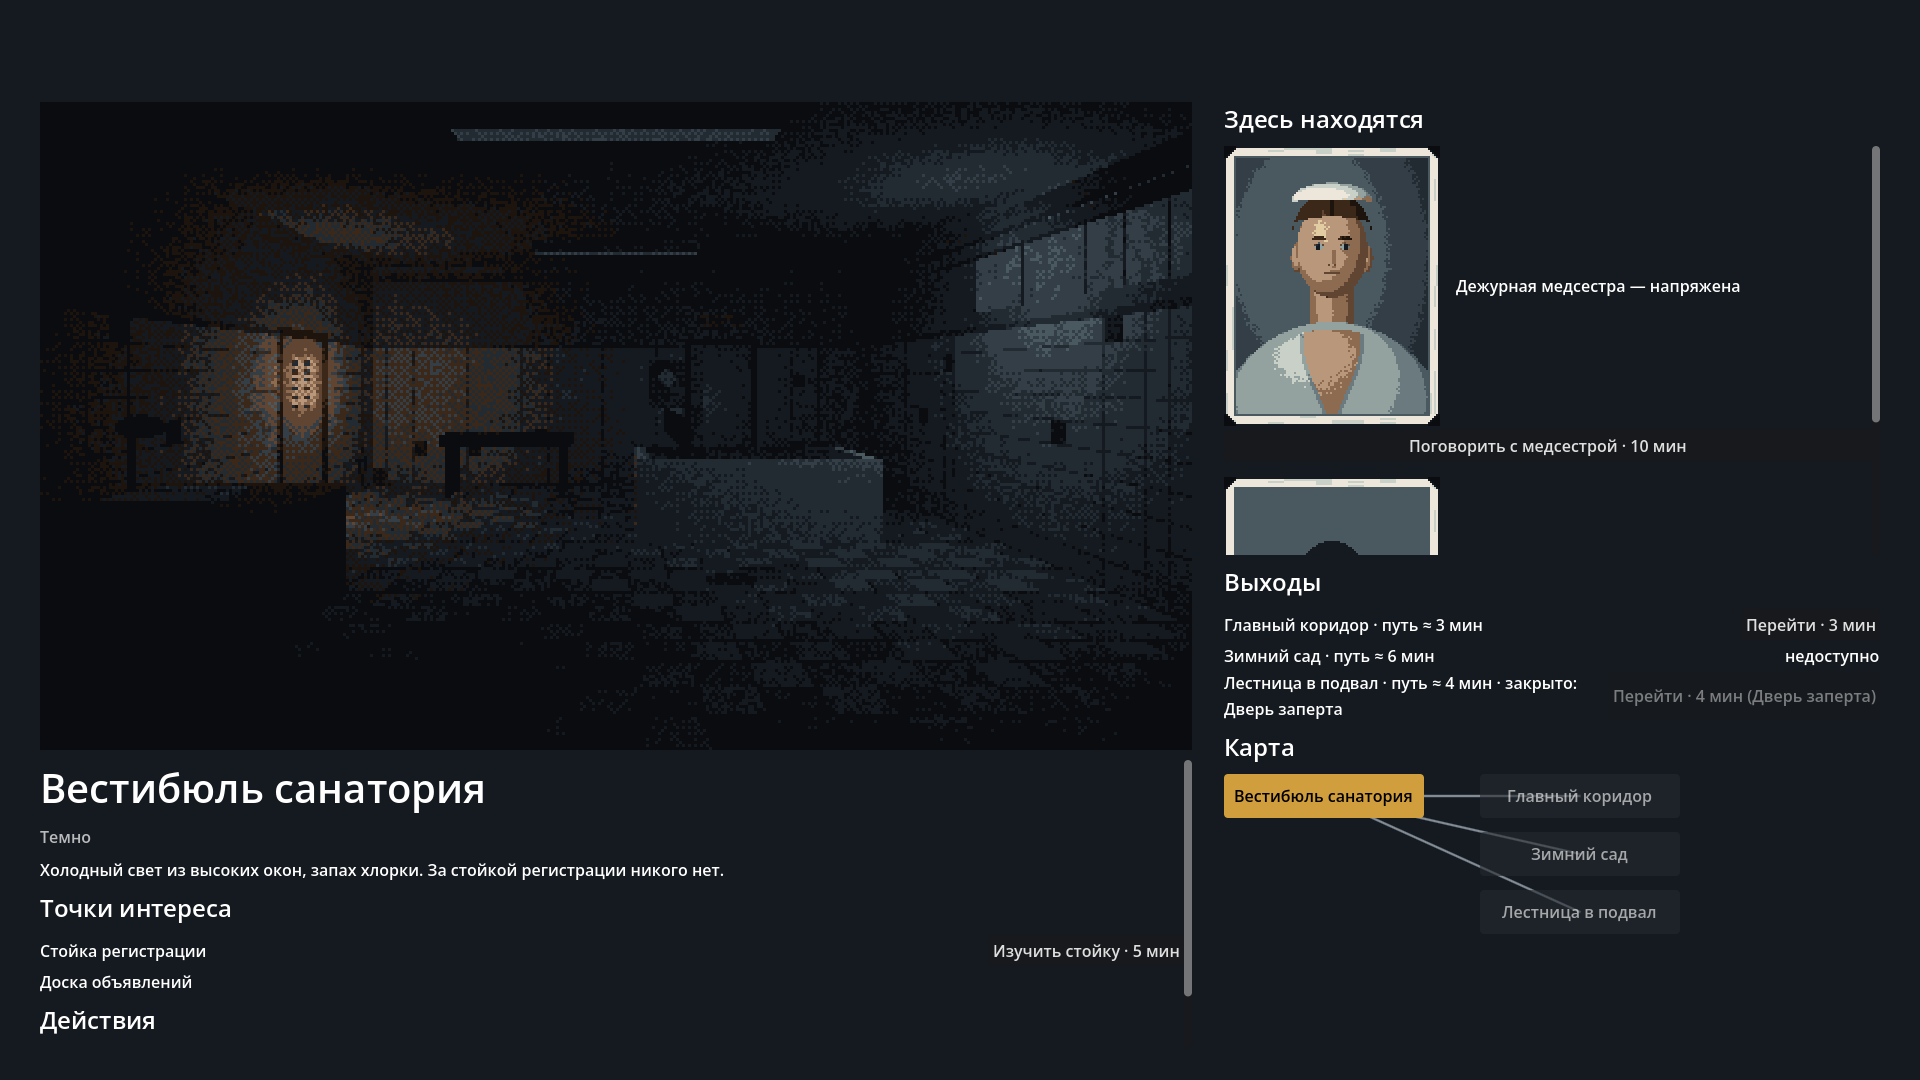 Здесь находятся
Дежурная медсестра — напряжена
Поговорить с медсестрой · 10 мин
Выходы
Главный коридор · путь ≈ 3 мин
Перейти · 3 мин
Зимний сад · путь ≈ 6 мин
недоступно
Лестница в подвал · путь ≈ 4 мин · закрыто:
Дверь заперта
Перейти · 4 мин (Дверь заперта)
Карта
Вестибюль санатория
Главный коридор
Зимний сад
Лестница в подвал
Вестибюль санатория
Темно
Холодный свет из высоких окон, запах хлорки. За стойкой регистрации никого нет.
Точки интереса
Стойка регистрации
Изучить стойку · 5 мин
Доска объявлений
Действия